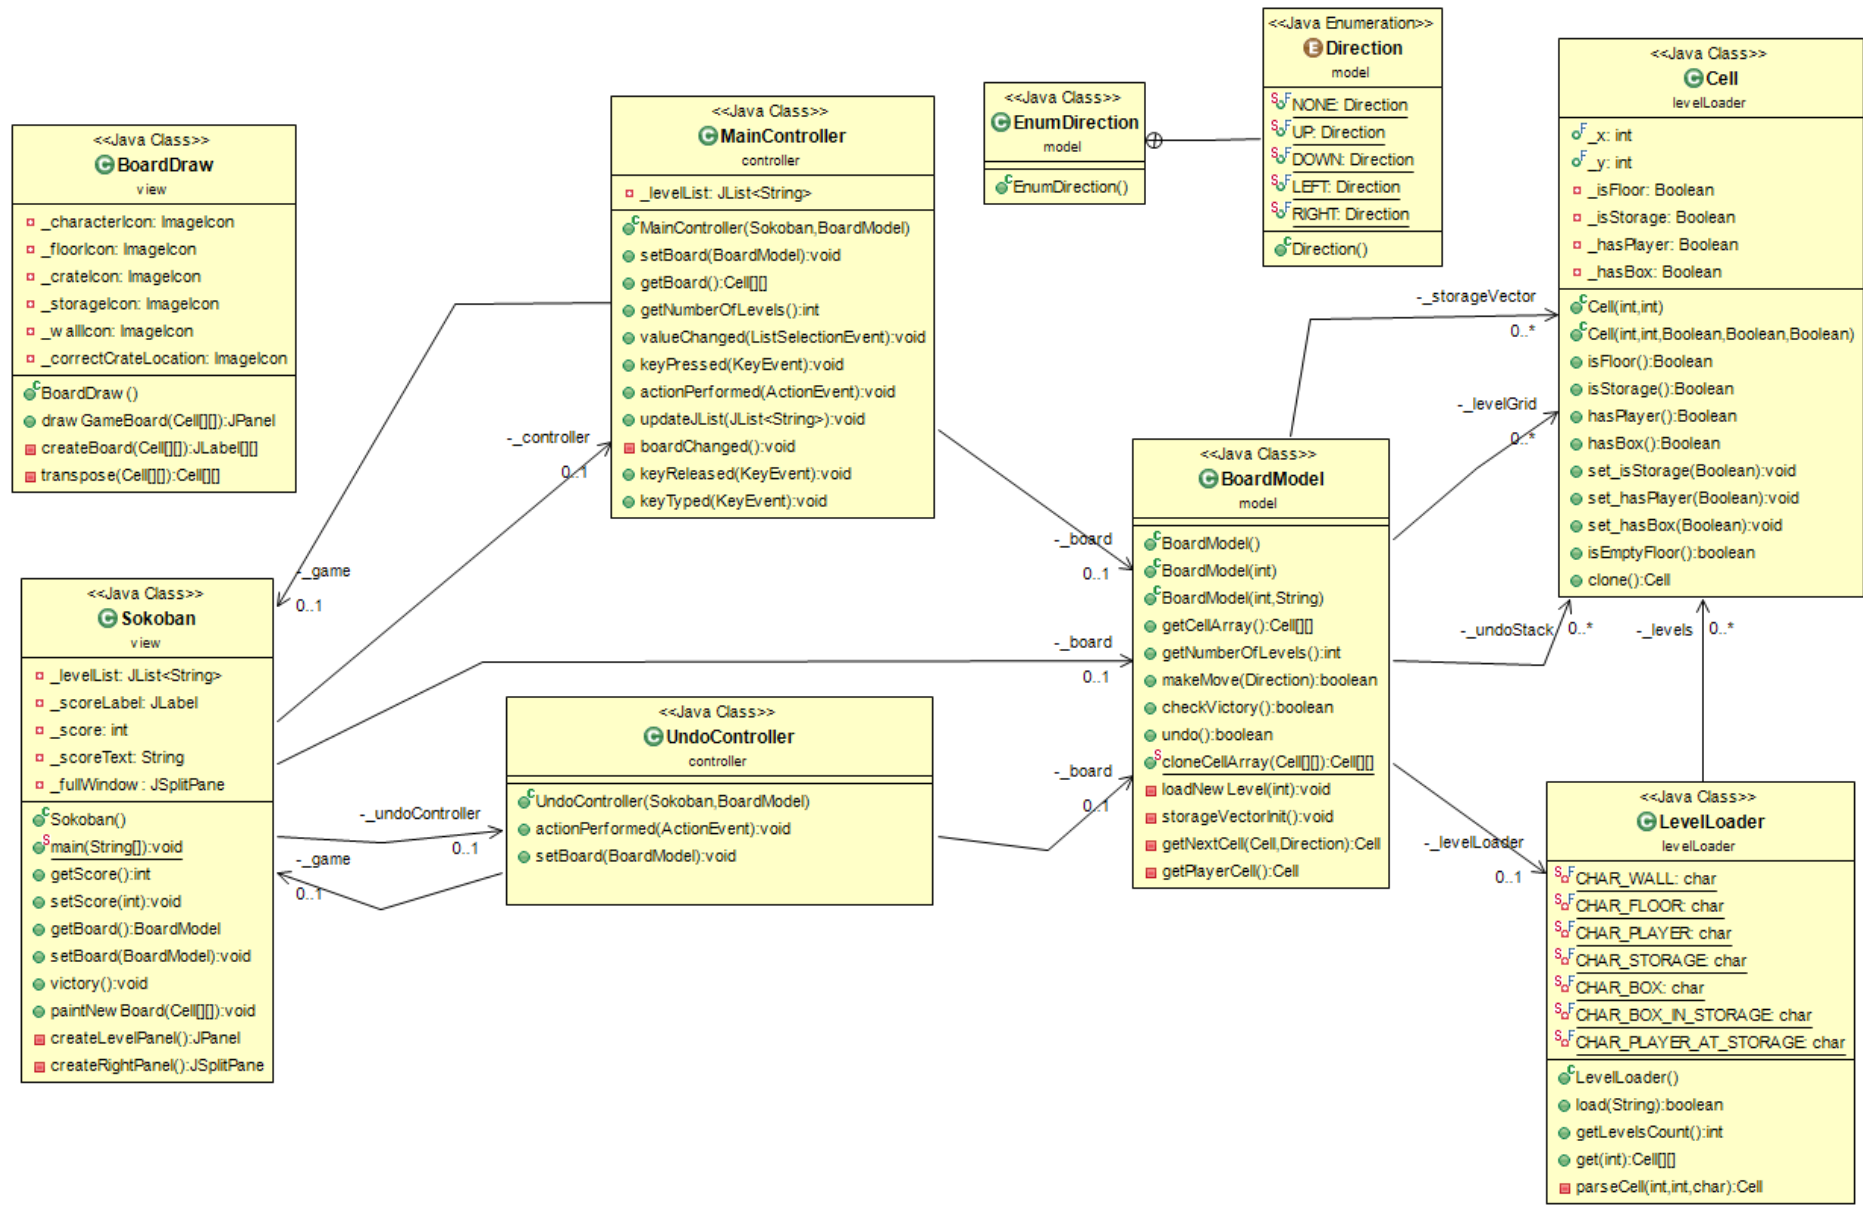 <<Java Class>>
BoardDraw
view
_characterIcon: ImageIcon
_floorIcon: ImageIcon
_crateIcon: ImageIcon
_storageIcon: ImageIcon
_wallIcon: ImageIcon
_correctCrateLocation: ImageIcon
BoardDraw()
drawGameBoard(Cell[][]):JPanel
createBoard(Cell[][]):JLabel[][]
transpose(Cell[][]):Cell[][]
<<Java Class>>
MainController
controller
_levelList: JList<String>
MainController(Sokoban,BoardModel)
setBoard(BoardModel):void
getBoard():Cell[][]
getNumberOfLevels():int
valueChanged(ListSelectionEvent):void
keyPressed(KeyEvent):void
actionPerformed(ActionEvent):void
updateJList(JList<String>):void
boardChanged():void
keyReleased(KeyEvent):void
keyTyped(KeyEvent):void
<<Java Class>>
EnumDirection
model
EnumDirection()
<<Java Enumeration>>
Direction
model
NONE: Direction
UP: Direction
DOWN: Direction
LEFT: Direction
RIGHT: Direction
Direction()
<<Java Class>>
Cell
levelLoader
_x: int
_y: int
_isFloor: Boolean
_isStorage: Boolean
_hasPlayer: Boolean
_hasBox: Boolean
Cell(int,int)
Cell(int,int,Boolean,Boolean,Boolean)
isFloor():Boolean
isStorage():Boolean
hasPlayer():Boolean
hasBox():Boolean
set_isStorage(Boolean):void
set_hasPlayer(Boolean):void
set_hasBox(Boolean):void
isEmptyFloor():boolean
clone():Cell
-_storageVector
0..*
-_levelGrid
0..*
-_controller
0..1
-_game
0..1
-_board
0..1
-_board
0..1
-_undoStack
0..*
-_levels
0..*
<<Java Class>>
Sokoban
view
_levelList: JList<String>
_scoreLabel: JLabel
_score: int
_scoreText: String
_fullWindow: JSplitPane
Sokoban()
main(String[]):void
getScore():int
setScore(int):void
getBoard():BoardModel
setBoard(BoardModel):void
victory():void
paintNewBoard(Cell[][]):void
createLevelPanel():JPanel
createRightPanel():JSplitPane
-_undoController
0..1
-_game
0..1
<<Java Class>>
UndoController
controller
UndoController(Sokoban,BoardModel)
actionPerformed(ActionEvent):void
setBoard(BoardModel):void
-_board
0..1
<<Java Class>>
BoardModel
model
BoardModel()
BoardModel(int)
BoardModel(int,String)
getCellArray():Cell[][]
getNumberOfLevels():int
makeMove(Direction):boolean
checkVictory():boolean
undo():boolean
cloneCellArray(Cell[][]):Cell[][]
loadNewLevel(int):void
storageVectorInit():void
getNextCell(Cell,Direction):Cell
getPlayerCell():Cell
-_levelLoader
0..1
<<Java Class>>
LevelLoader
levelLoader
CHAR_WALL: char
CHAR_FLOOR: char
CHAR_PLAYER: char
CHAR_STORAGE: char
CHAR_BOX: char
CHAR_BOX_IN_STORAGE: char
CHAR_PLAYER_AT_STORAGE: char
LevelLoader()
load(String):boolean
getLevelsCount():int
get(int):Cell[][]
parseCell(int,int,char):Cell